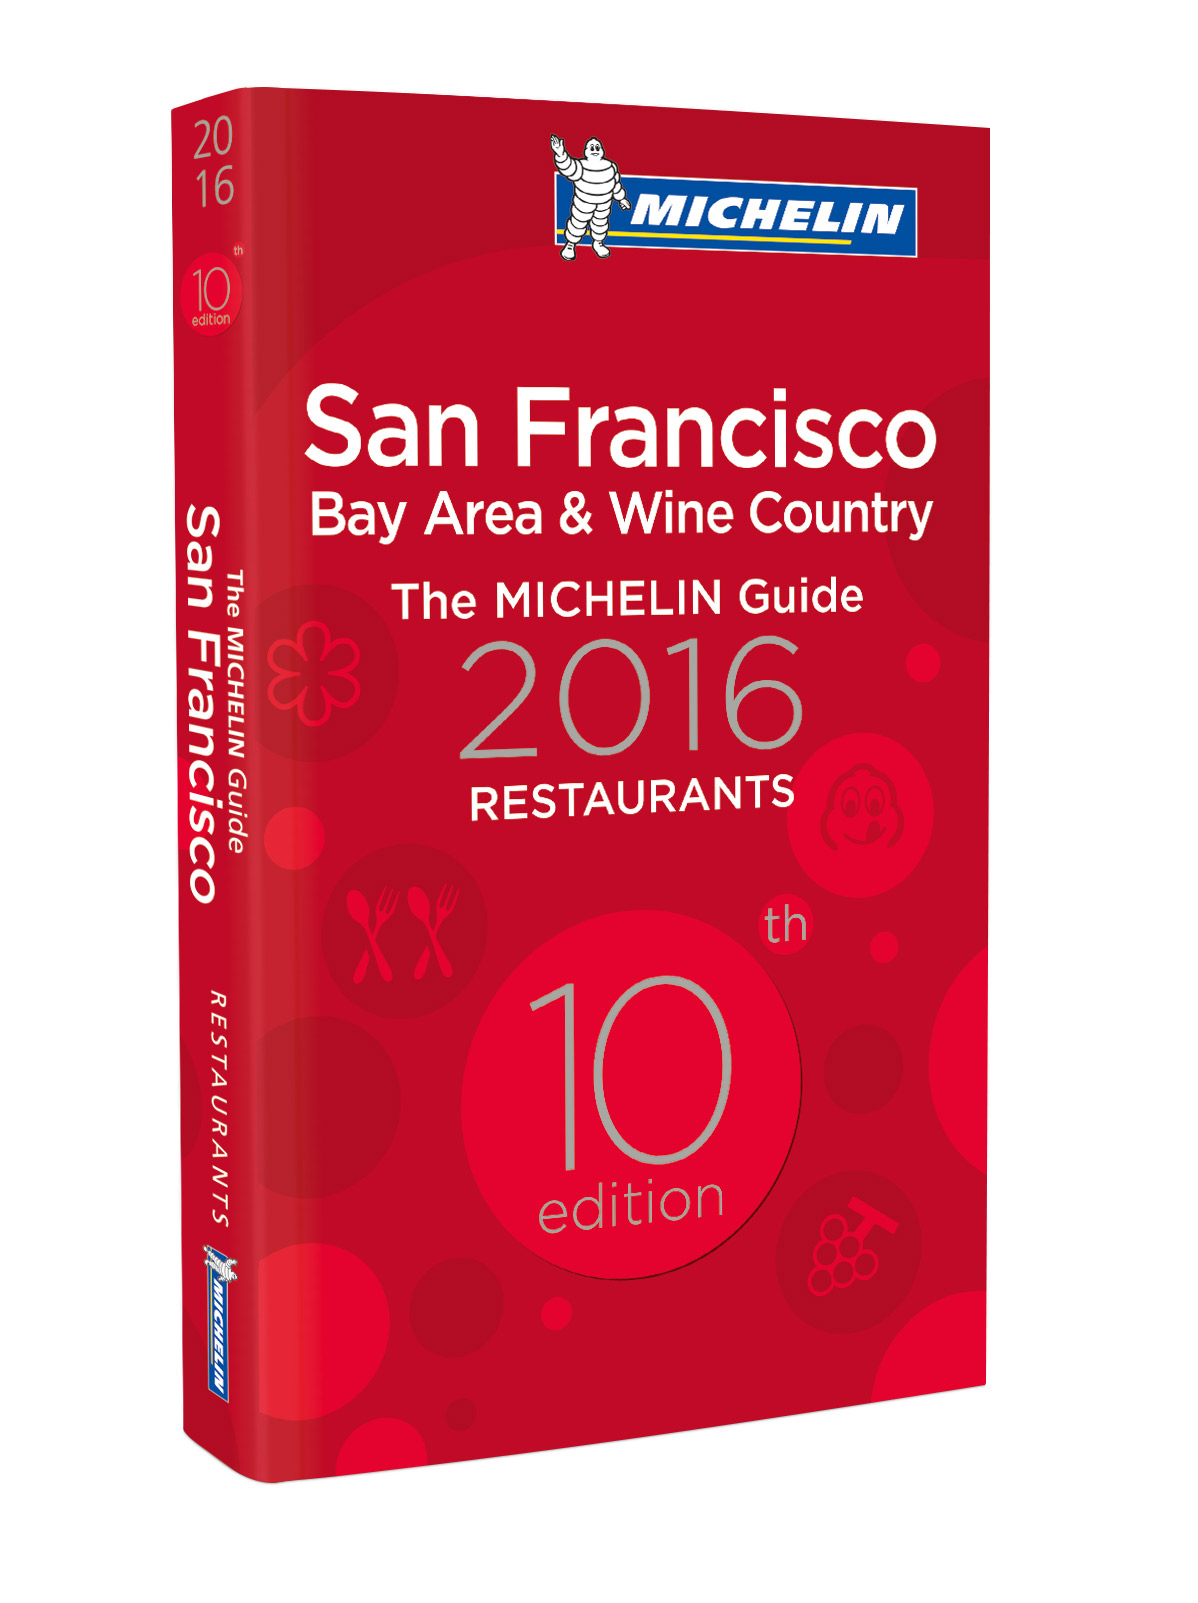 20
16
10th
edition
The MICHELIN Guide
San Francisco
RESTAURANTS
MICHELIN
MICHELIN
San Francisco
Bay Area & Wine Country
The MICHELIN Guide
2016
RESTAURANTS
10th
edition